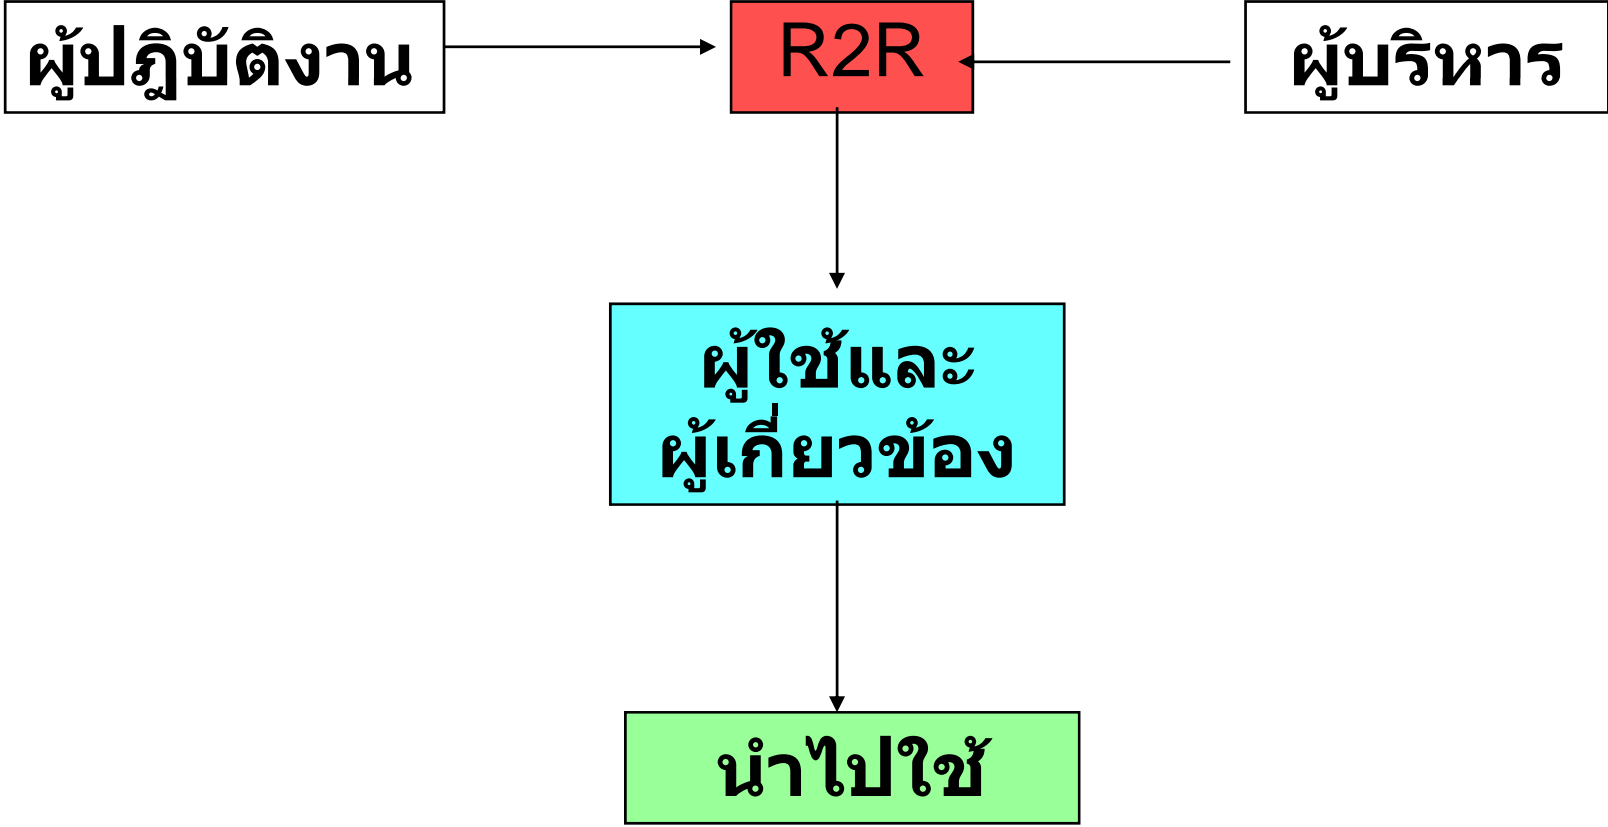 ผู้ปฎิบัติงาน
R2R
ผู้บริหาร
ผู้ใช้และ
ผู้เกี่ยวข้อง
นำไปใช้